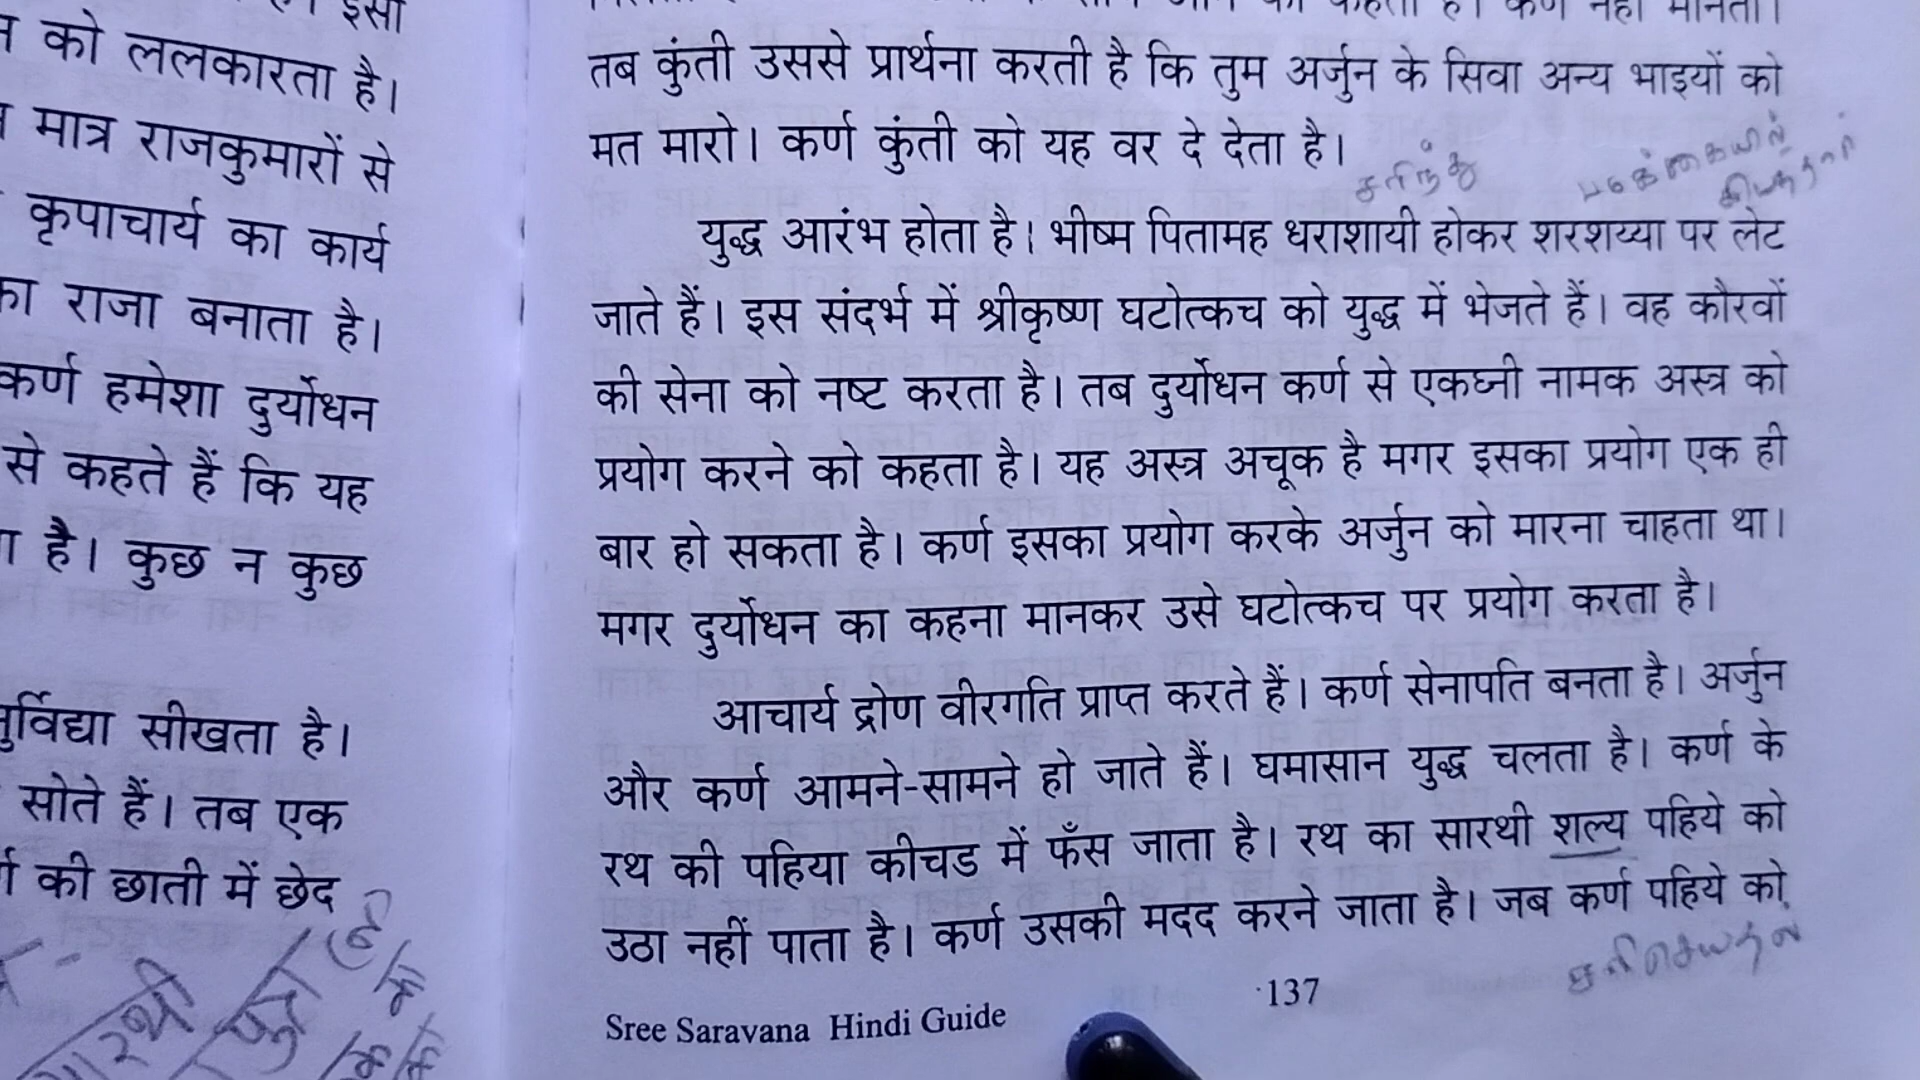 इसी
को ललकारता है।
मात्र राजकुमारों से
कृपाचार्य का कार्य
का राजा बनाता है।
कर्ण हमेशा दुर्योधन
से कहते हैं कि यह
है। कुछ न कुछ
सीखता है।
सोते हैं। तब एक
की छाती में छेद
कहता है। कर्ण नहीं मानता।
तब कुंती उससे प्रार्थना करती है कि तुम अर्जुन के सिवा अन्य भाइयों को
मत मारो। कर्ण कुंती को यह वर दे देता है।
युद्ध आरंभ होता है। भीष्म पितामह धराशायी होकर शरशय्या पर लेट
जाते हैं। इस संदर्भ में श्रीकृष्ण घटोत्कच को युद्ध में भेजते हैं। वह कौरवों
की सेना को नष्ट करता है। तब दुर्योधन कर्ण से एकघ्नी नामक अस्त्र को
प्रयोग करने को कहता है। यह अस्त्र अचूक है मगर इसका प्रयोग एक ही
बार हो सकता है। कर्ण इसका प्रयोग करके अर्जुन को मारना चाहता था।
मगर दुर्योधन का कहना मानकर उसे घटोत्कच पर प्रयोग करता है।
आचार्य द्रोण वीरगति प्राप्त करते हैं। कर्ण सेनापति बनता है। अर्जुन
और कर्ण आमने-सामने हो जाते हैं। घमासान युद्ध चलता है। कर्ण के
रथ की पहिया कीचड में फँस जाता है। रथ का सारथी शल्य पहिये को
उठा नहीं पाता है। कर्ण उसकी मदद करने जाता है। जब कर्ण पहिये को
137
Sree Saravana Hindi Guide